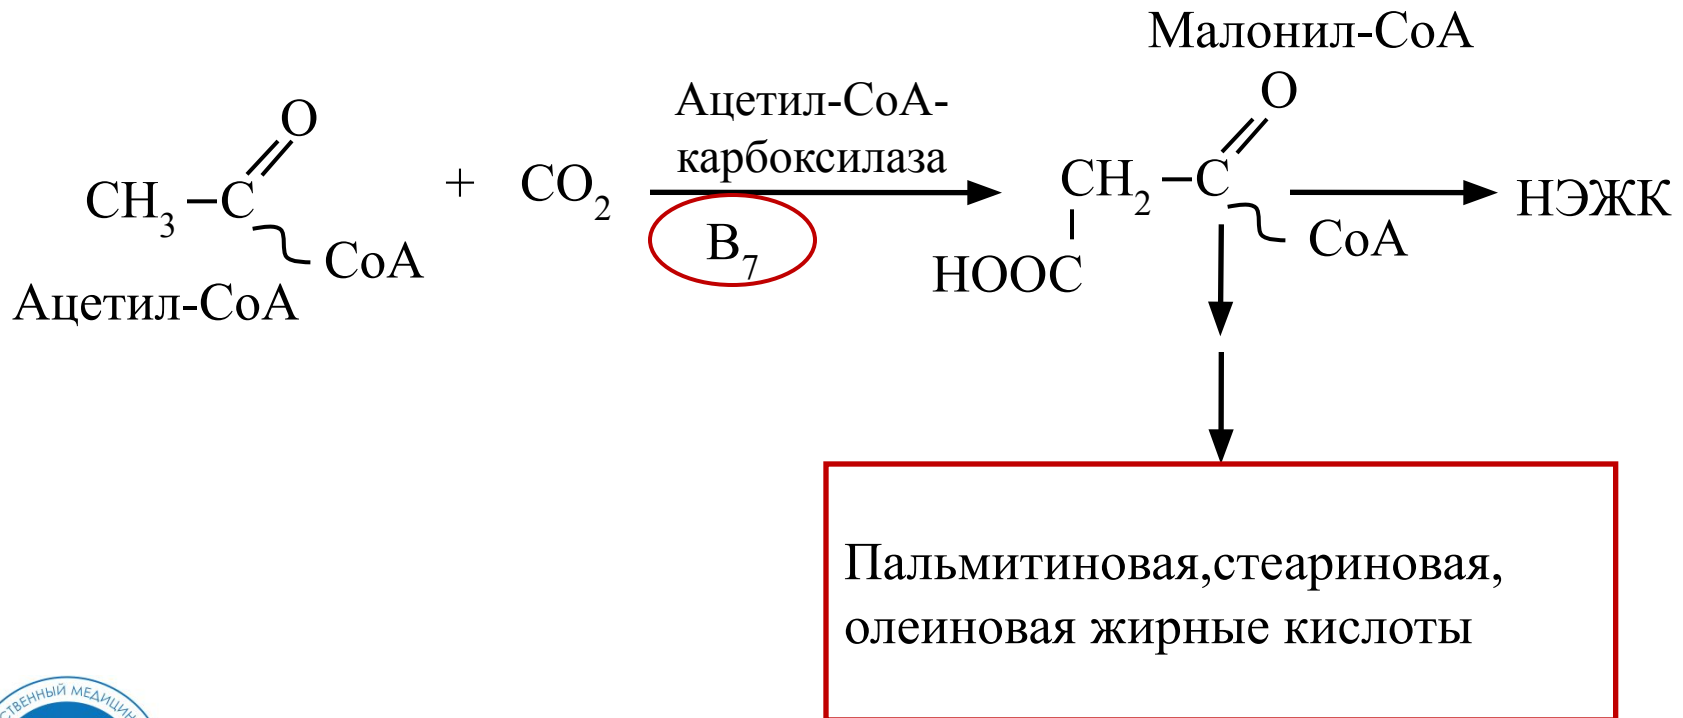 Малонил-CoA
O
Ацетил-CoA-
карбоксилаза
O
CH3 C + CO2
CH2 C
НЭЖК
B7
CoA
CoA
HOOC
Ацетил-CoA
Пальмитиновая,стеариновая,
олеиновая жирные кислоты